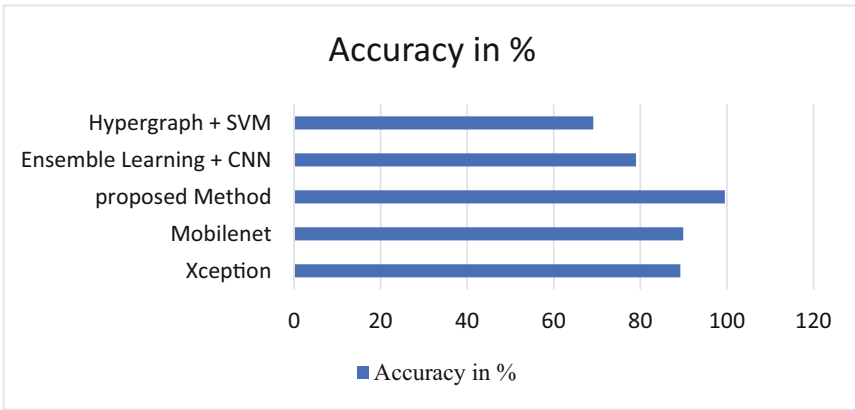 Accuracy in %
Hypergraph + SVM
Ensemble Learning + CNN
proposed Method
Mobilenet
Xception
0 20 40 60 80 100 120
Accuracy in %